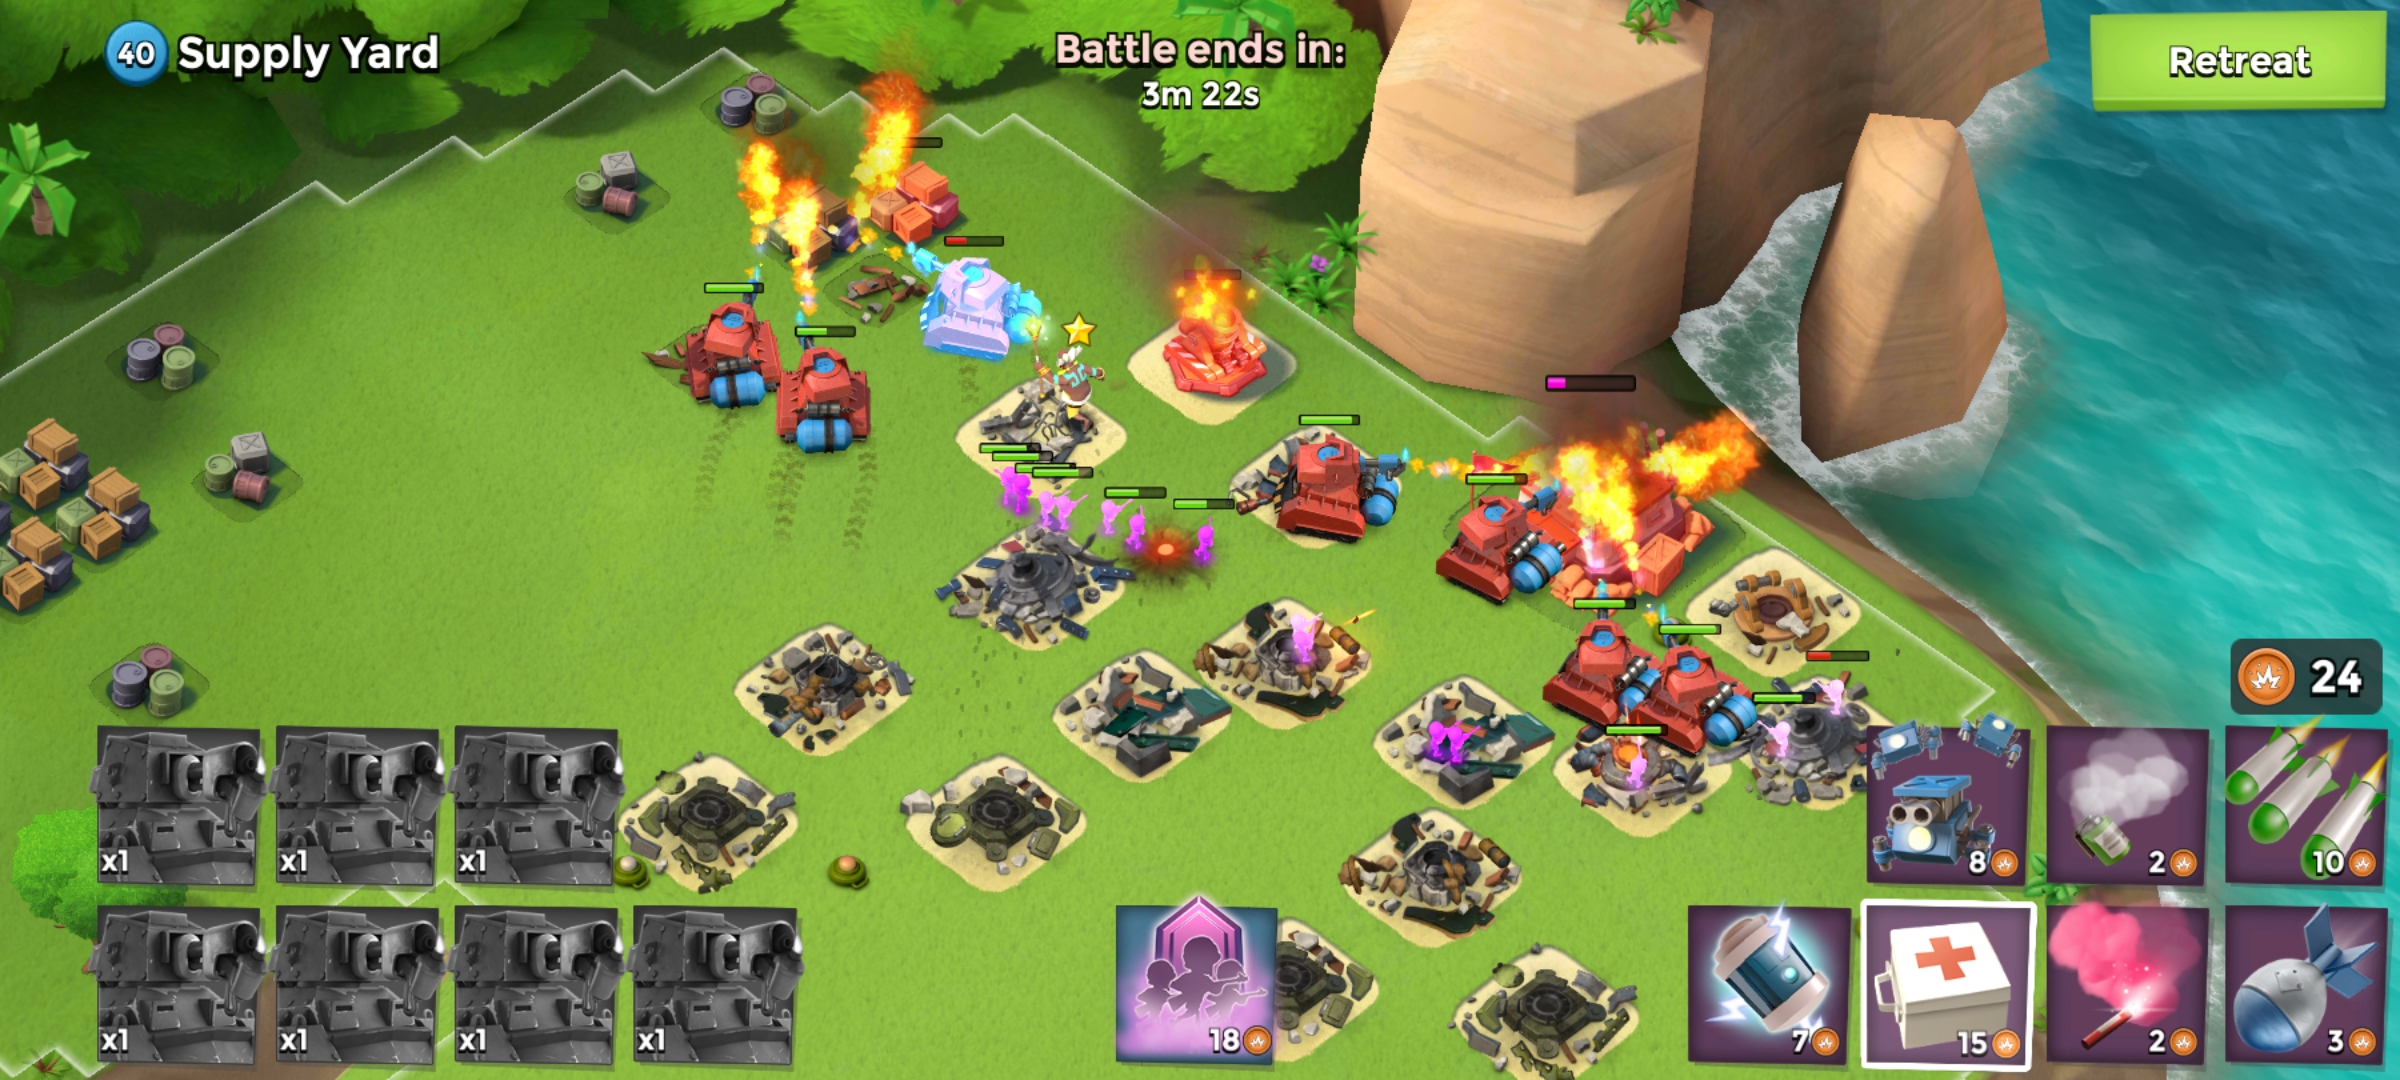 40 Supply Yard
Battle ends in:
3m 22s
Retreat
24
8
2
10
x1
x1
x1
x1
x1
x1
x1
18
7
15
2
3